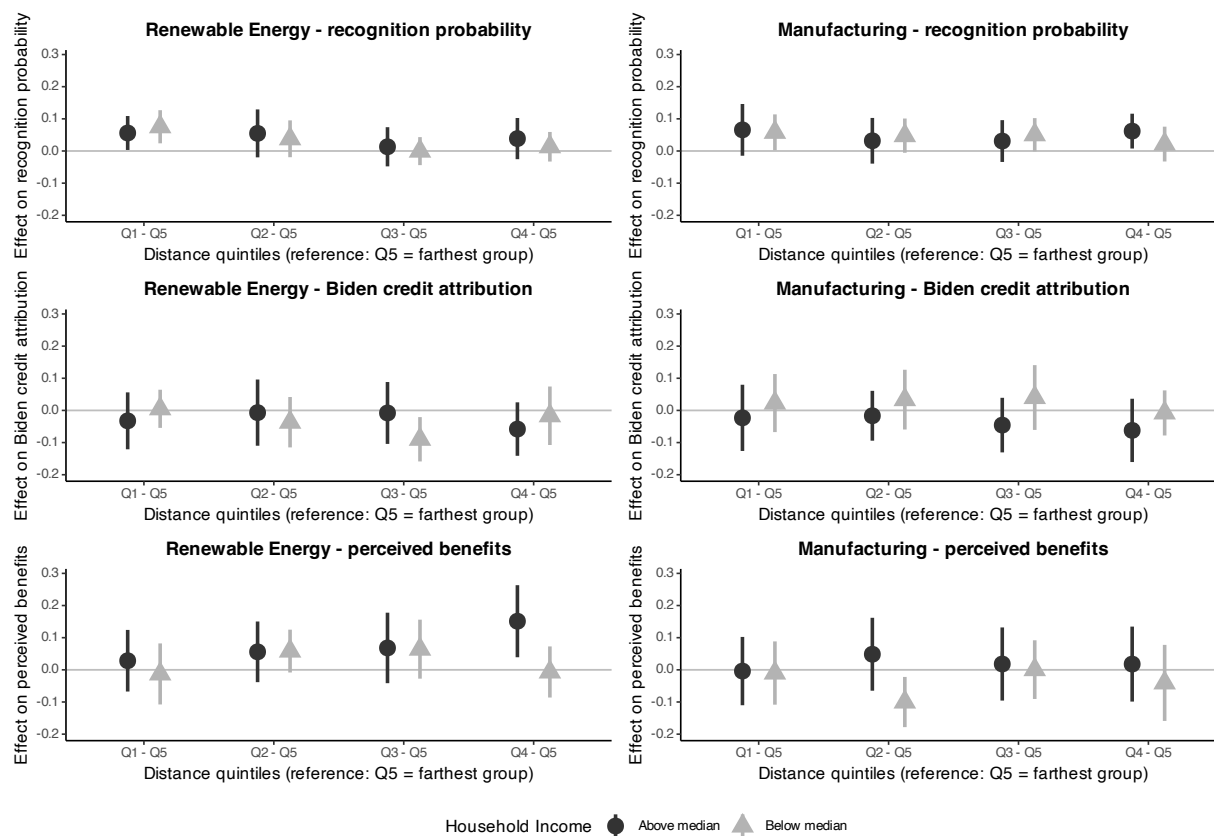 Renewable Energy - recognition probability
Effect on recognition probability
0.3
0.2
0.1
0.0
-0.1
-0.2
Q1 - Q5 Q2 - Q5 Q3 - Q5 Q4 - Q5
Distance quintiles (reference: Q5 = farthest group)
Manufacturing - recognition probability
Effect on recognition probability
0.3
0.2
0.1
0.0
-0.1
-0.2
Q1 - Q5 Q2 - Q5 Q3 - Q5 Q4 - Q5
Distance quintiles (reference: Q5 = farthest group)
Renewable Energy - Biden credit attribution
Effect on Biden credit attribution
0.3
0.2
0.1
0.0
-0.1
-0.2
Q1 - Q5 Q2 - Q5 Q3 - Q5 Q4 - Q5
Distance quintiles (reference: Q5 = farthest group)
Manufacturing - Biden credit attribution
Effect on Biden credit attribution
0.3
0.2
0.1
0.0
-0.1
-0.2
Q1 - Q5 Q2 - Q5 Q3 - Q5 Q4 - Q5
Distance quintiles (reference: Q5 = farthest group)
Renewable Energy - perceived benefits
Effect on perceived benefits
0.3
0.2
0.1
0.0
-0.1
-0.2
Q1 - Q5 Q2 - Q5 Q3 - Q5 Q4 - Q5
Distance quintiles (reference: Q5 = farthest group)
Manufacturing - perceived benefits
Effect on perceived benefits
0.3
0.2
0.1
0.0
-0.1
-0.2
Q1 - Q5 Q2 - Q5 Q3 - Q5 Q4 - Q5
Distance quintiles (reference: Q5 = farthest group)
Household Income Above median Below median